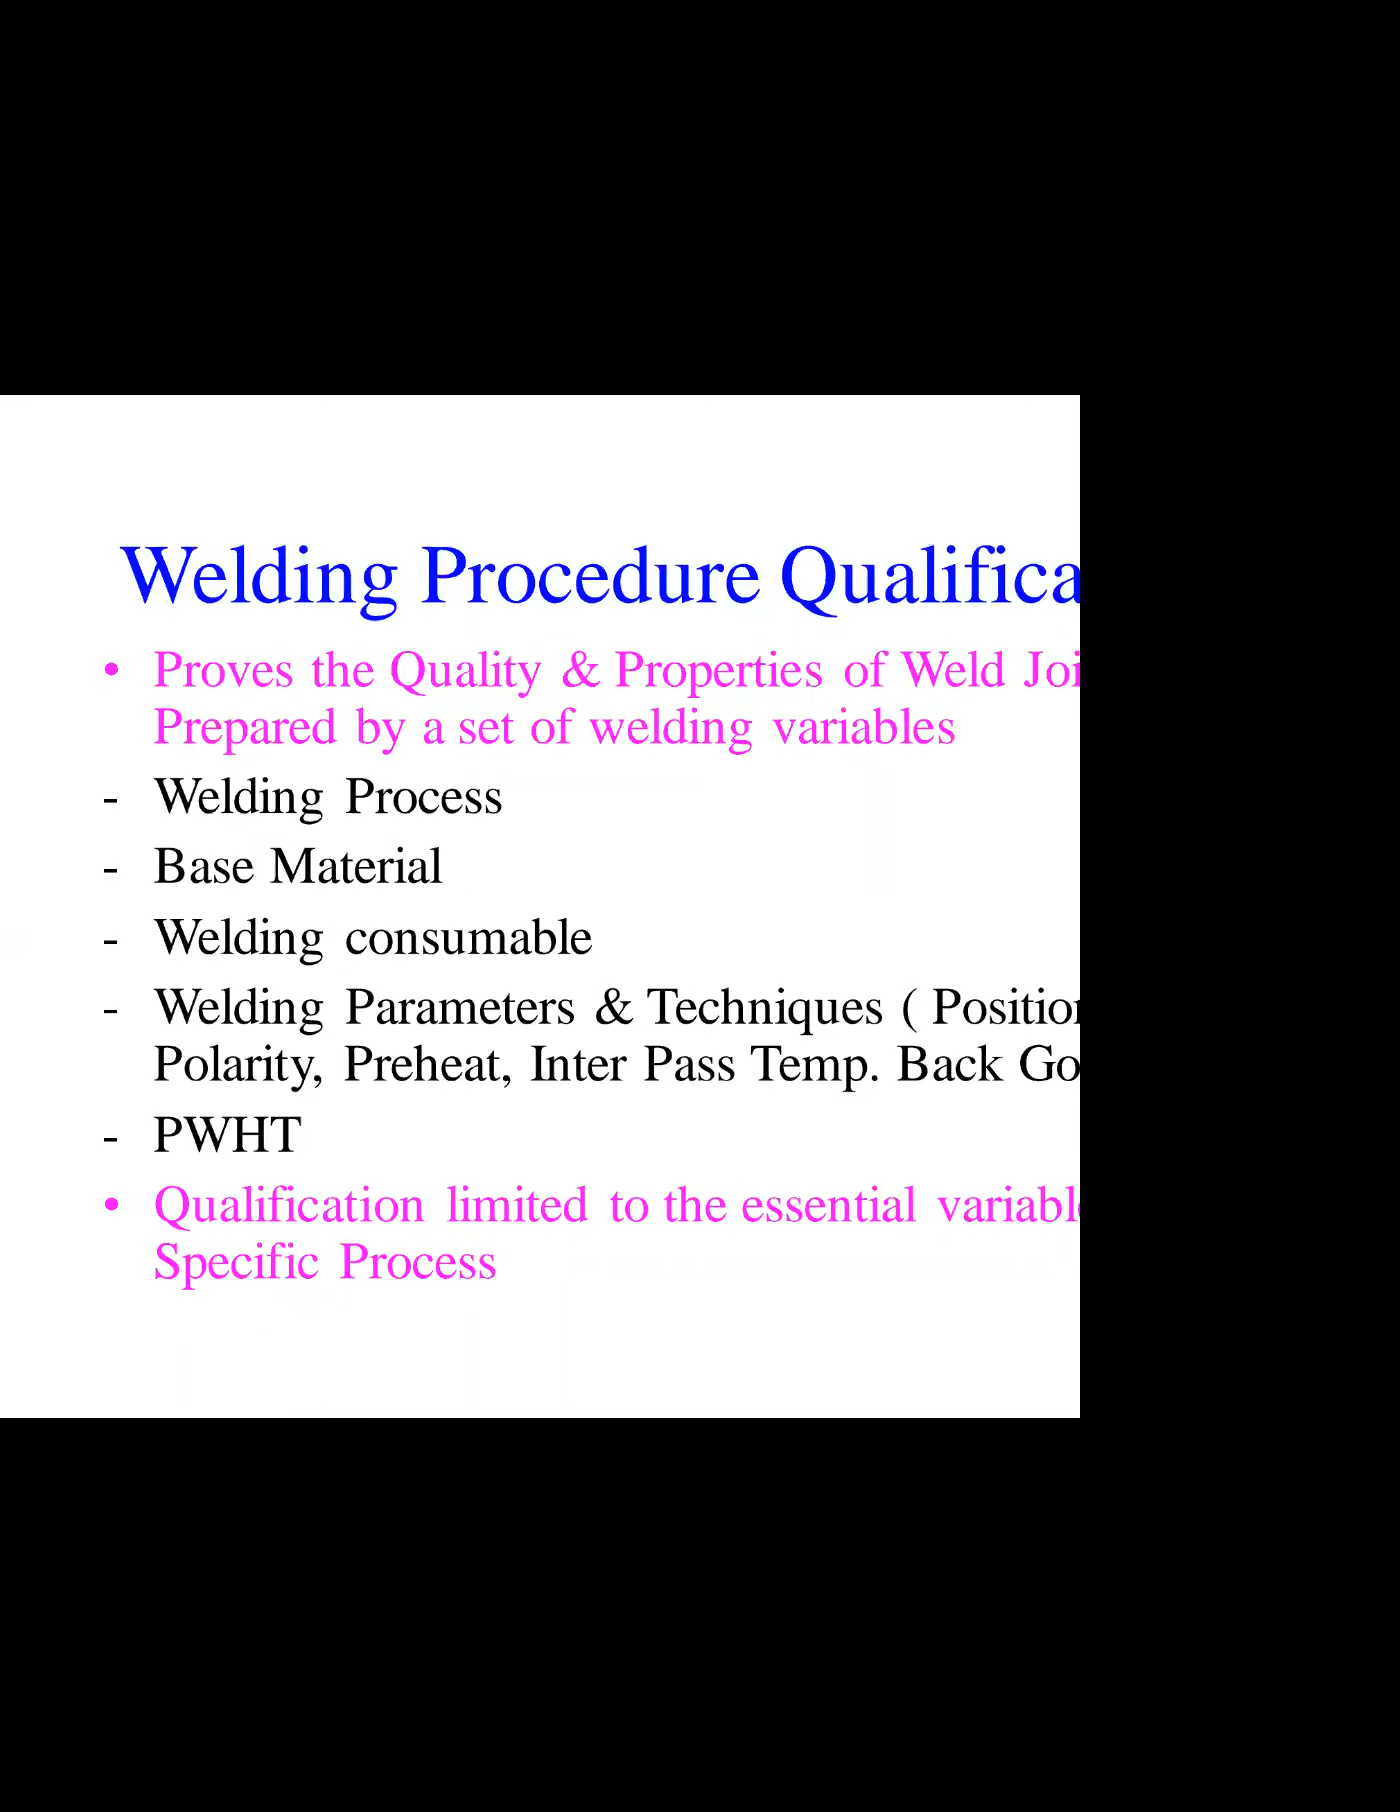 Welding Procedure Qualifica
• Proves the Quality & Properties of Weld Joi
Prepared by a set of welding variables
- Welding Process
- Base Material
- Welding consumable
- Welding Parameters & Techniques ( Position
Polarity, Preheat, Inter Pass Temp. Back Go
- PWHT
• Qualification limited to the essential variable
Specific Process